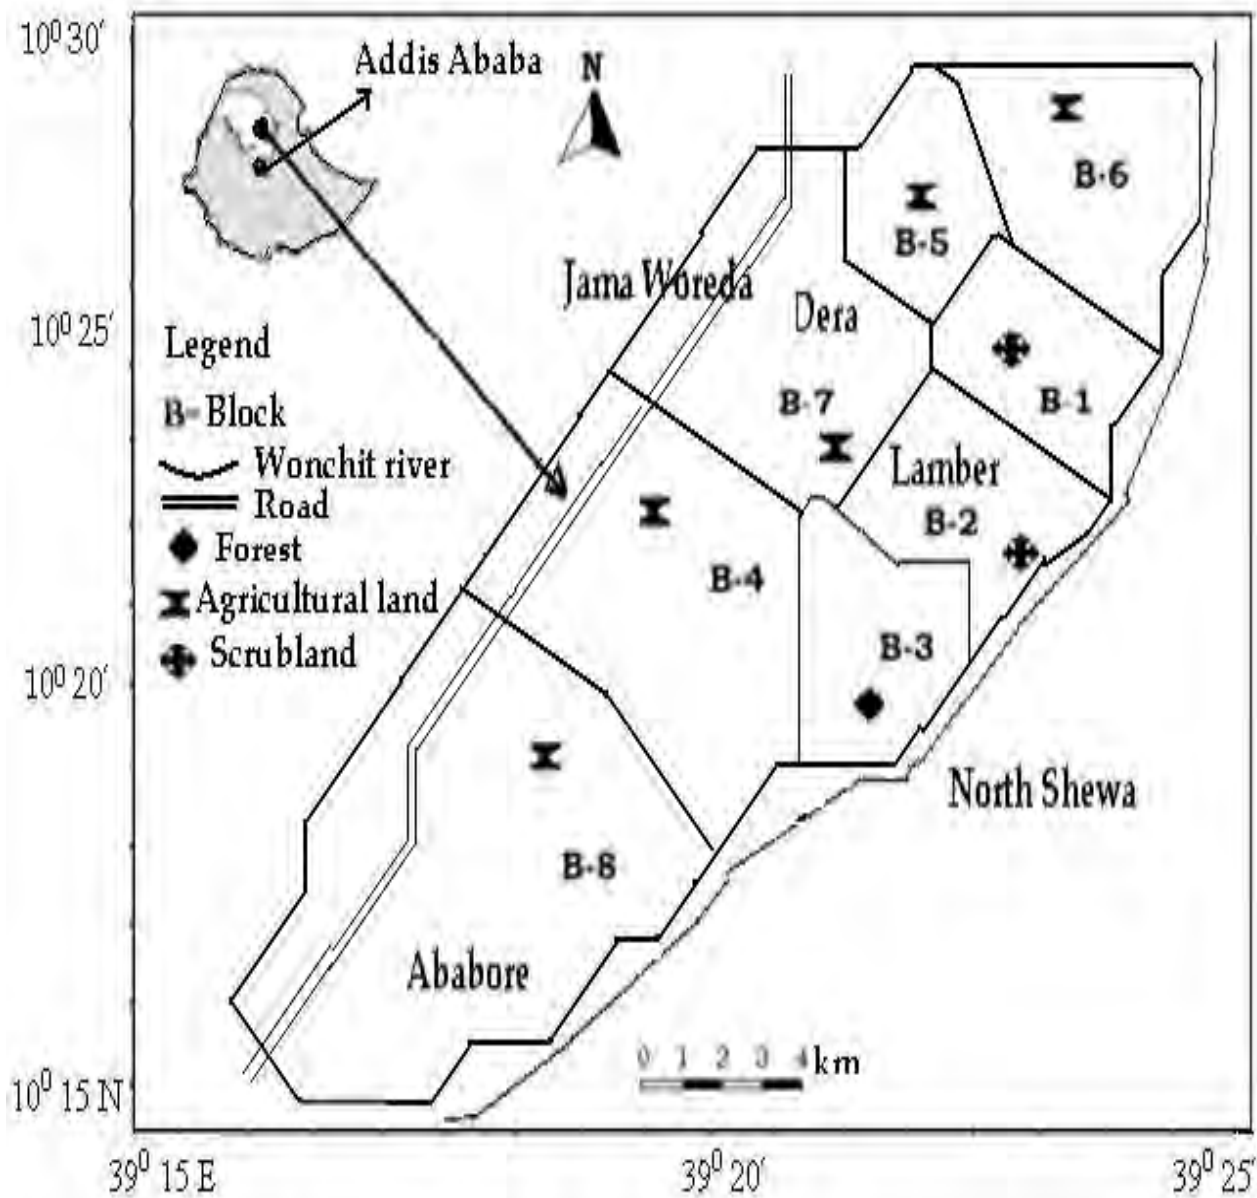 10⁰ 30′
Addis Ababa
N
B-6
B-5
Jama Woreda
Dera
10⁰ 25′
Legend
B= Block
Wonchit river
Road
Forest
Agricultural land
Scrubland
B-7
B-1
Lamber
B-2
B-4
B-3
10⁰ 20′
North Shewa
B-8
Ababore
0 1 2 3 4 km
10⁰ 15 N
39⁰ 15 E
39⁰ 20′
39⁰ 25′